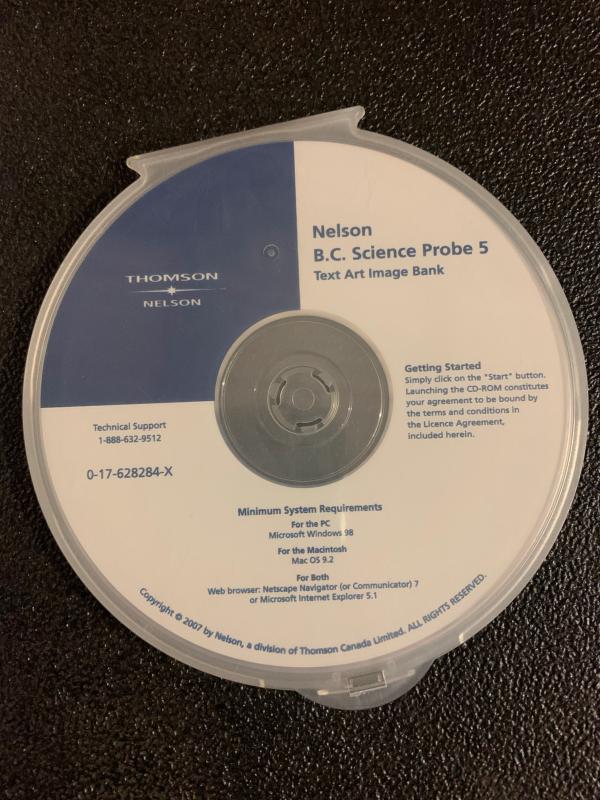 THOMSON
NELSON
Nelson
B.C. Science Probe 5
Text Art Image Bank
Getting Started
Simply click on the "Start" button.
Launching the CD-ROM constitutes
your agreement to be bound by
the terms and conditions in
the Licence Agreement,
included herein.
Technical Support
1-888-632-9512
0-17-628284-X
Minimum System Requirements
For the PC
Microsoft Windows 98
For the Macintosh
Mac OS 9.2
For Both
Web browser: Netscape Navigator (or Communicator) 7
or Microsoft Internet Explorer 5.1
Copyright © 2007 by Nelson, a division of Thomson Canada Limited. ALL RIGHTS RESERVED.